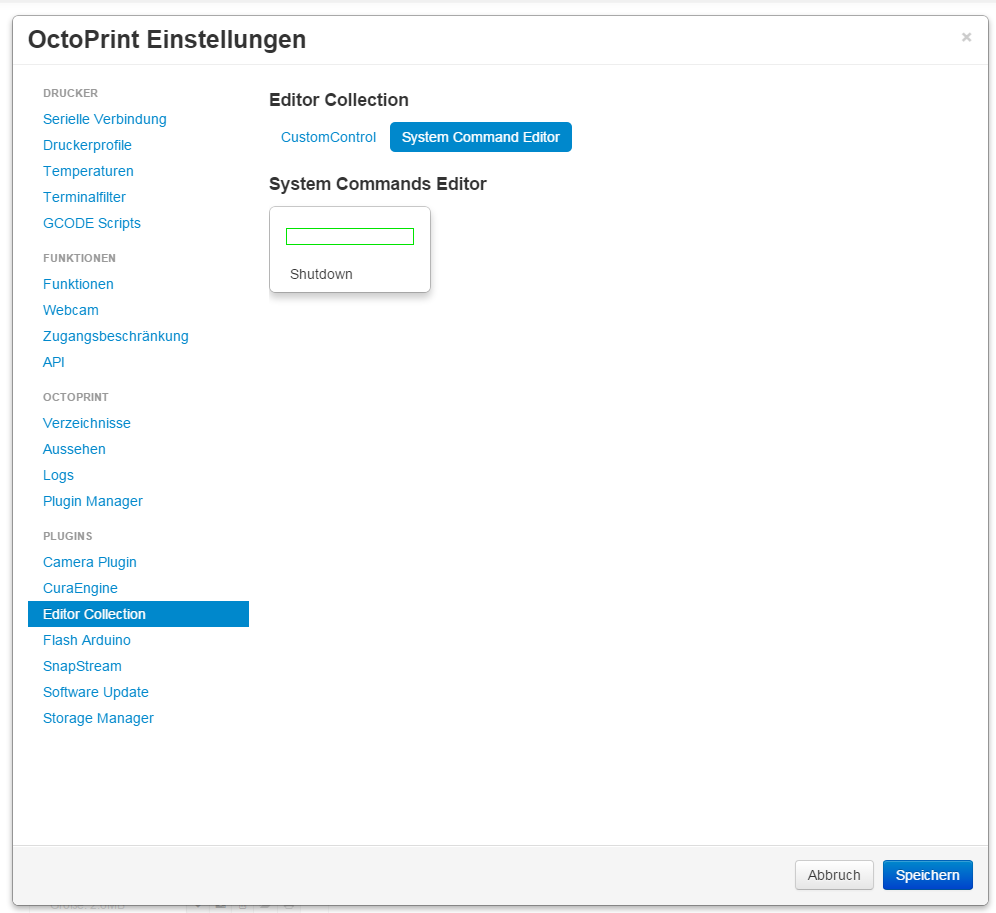 OctoPrint Einstellungen
×
DRUCKER
Serielle Verbindung
Druckerprofile
Temperaturen
Terminalfilter
GCODE Scripts
FUNKTIONEN
Funktionen
Webcam
Zugangsbeschränkung
API
OCTOPRINT
Verzeichnisse
Aussehen
Logs
Plugin Manager
PLUGINS
Camera Plugin
CuraEngine
Editor Collection
Flash Arduino
SnapStream
Software Update
Storage Manager
Editor Collection
CustomControl System Command Editor
System Commands Editor
Shutdown
Abbruch Speichern